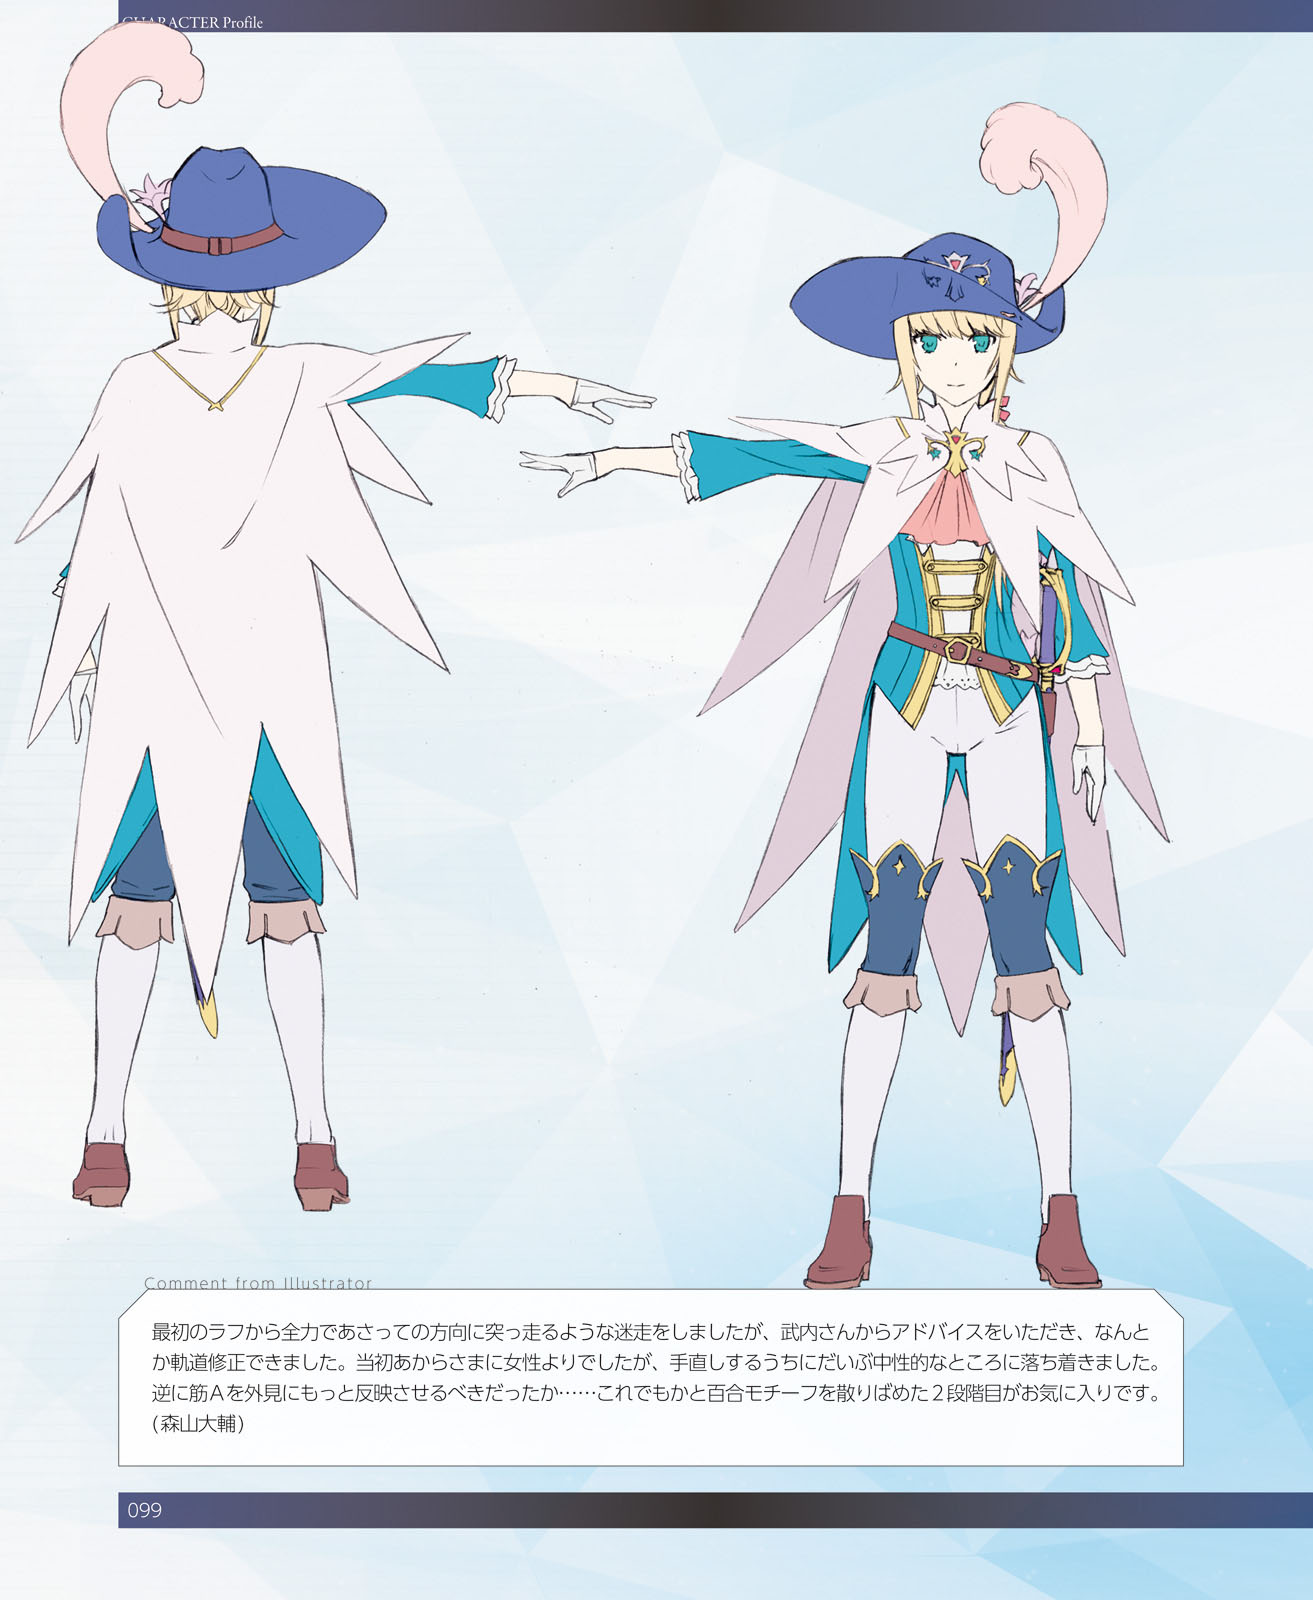 CHARACTER Profile
Comment from Illustrator
最初のラフから全力であさっての方向に突っ走るような迷走をしましたが、武内さんからアドバイスをいただき、なんと
か軌道修正できました。当初あからさまに女性よりでしたが、手直しするうちにだいぶ中性的なところに落ち着きました。
逆に筋Aを外見にもっと反映させるべきだったか……これでもかと百合モチーフを散りばめた2段階目がお気に入りです。
(森山大輔)
099